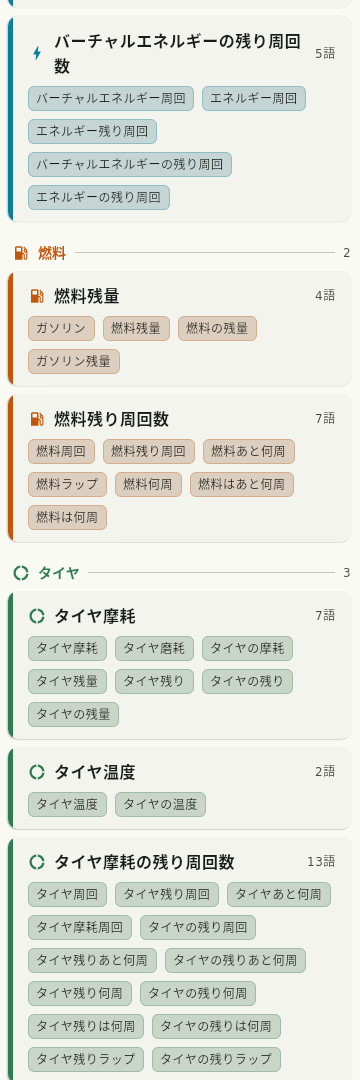 バーチャルエネルギーの残り周回数 5語
バーチャルエネルギー周回 エネルギー周回
エネルギー残り周回
バーチャルエネルギーの残り周回
エネルギーの残り周回
燃料 2
燃料残量 4語
ガソリン 燃料残量 燃料の残量
ガソリン残量
燃料残り周回数 7語
燃料周回 燃料残り周回 燃料あと何周
燃料ラップ 燃料何周 燃料はあと何周
燃料は何周
タイヤ 3
タイヤ摩耗 7語
タイヤ摩耗 タイヤ磨耗 タイヤの摩耗
タイヤ残量 タイヤ残り タイヤの残り
タイヤの残量
タイヤ温度 2語
タイヤ温度 タイヤの温度
タイヤ摩耗の残り周回数 13語
タイヤ周回 タイヤ残り周回 タイヤあと何周
タイヤ摩耗周回 タイヤの残り周回
タイヤ残りあと何周 タイヤの残りあと何周
タイヤ残り何周 タイヤの残り何周
タイヤ残りは何周 タイヤの残りは何周
タイヤ残りラップ タイヤの残りラップ